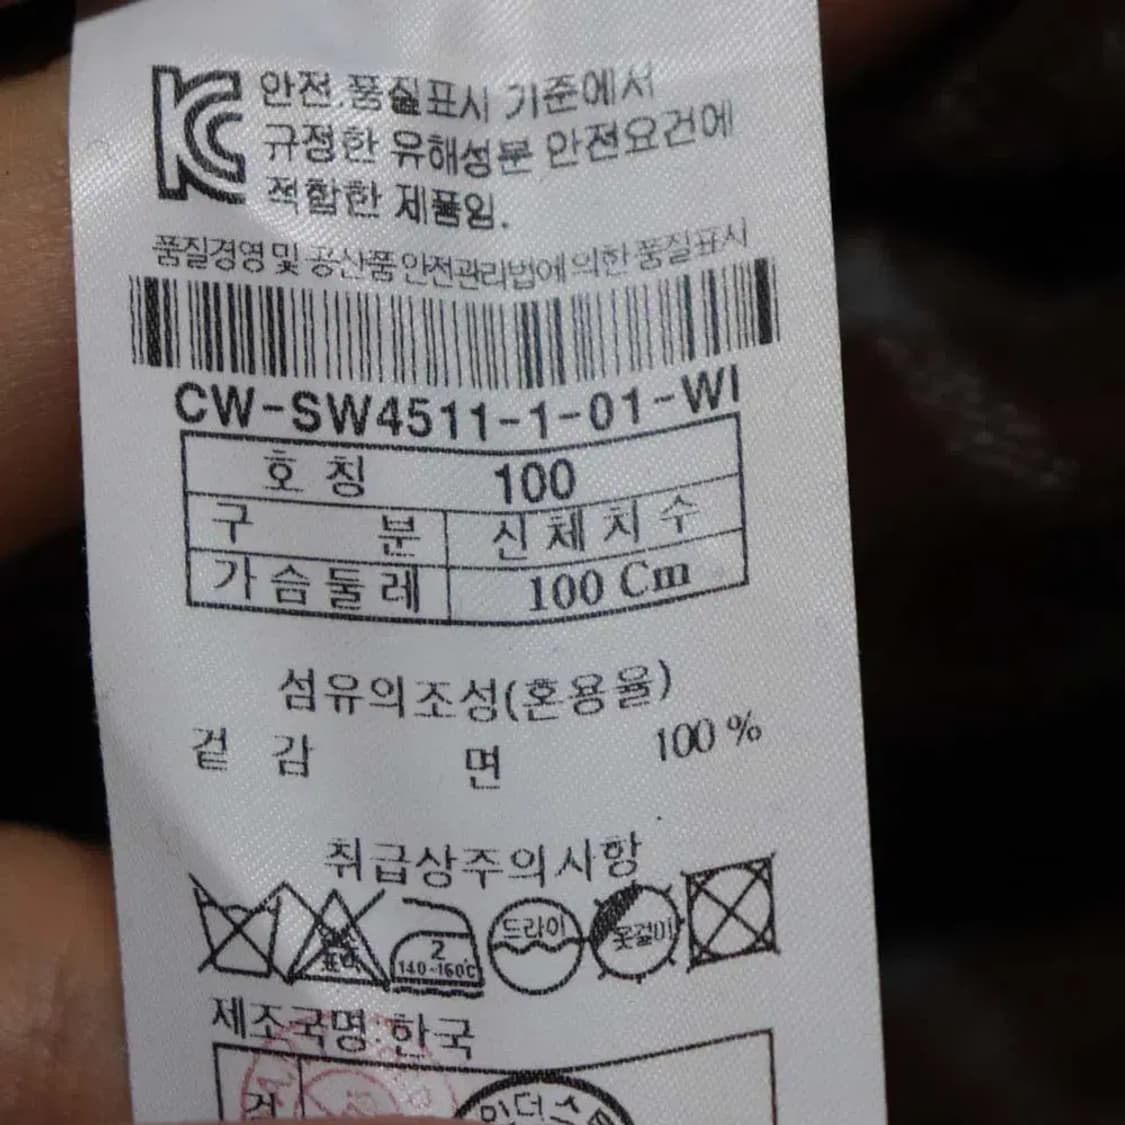 KC 안전.품질표시 기준에서
규정한 유해성분 안전요건에
적합한 제품임.
품질경영 및 공산품안전관리법에 의한 품질표시
CW-SW4511-1-01-WI
호칭 100
구 분 신체치수
가슴둘레 100 Cm
섬유의조성(혼용율)
겉감 면 100 %
취급상주의사항
표백 2 140~160℃ 드라이 옷걸이
제조국명:한국